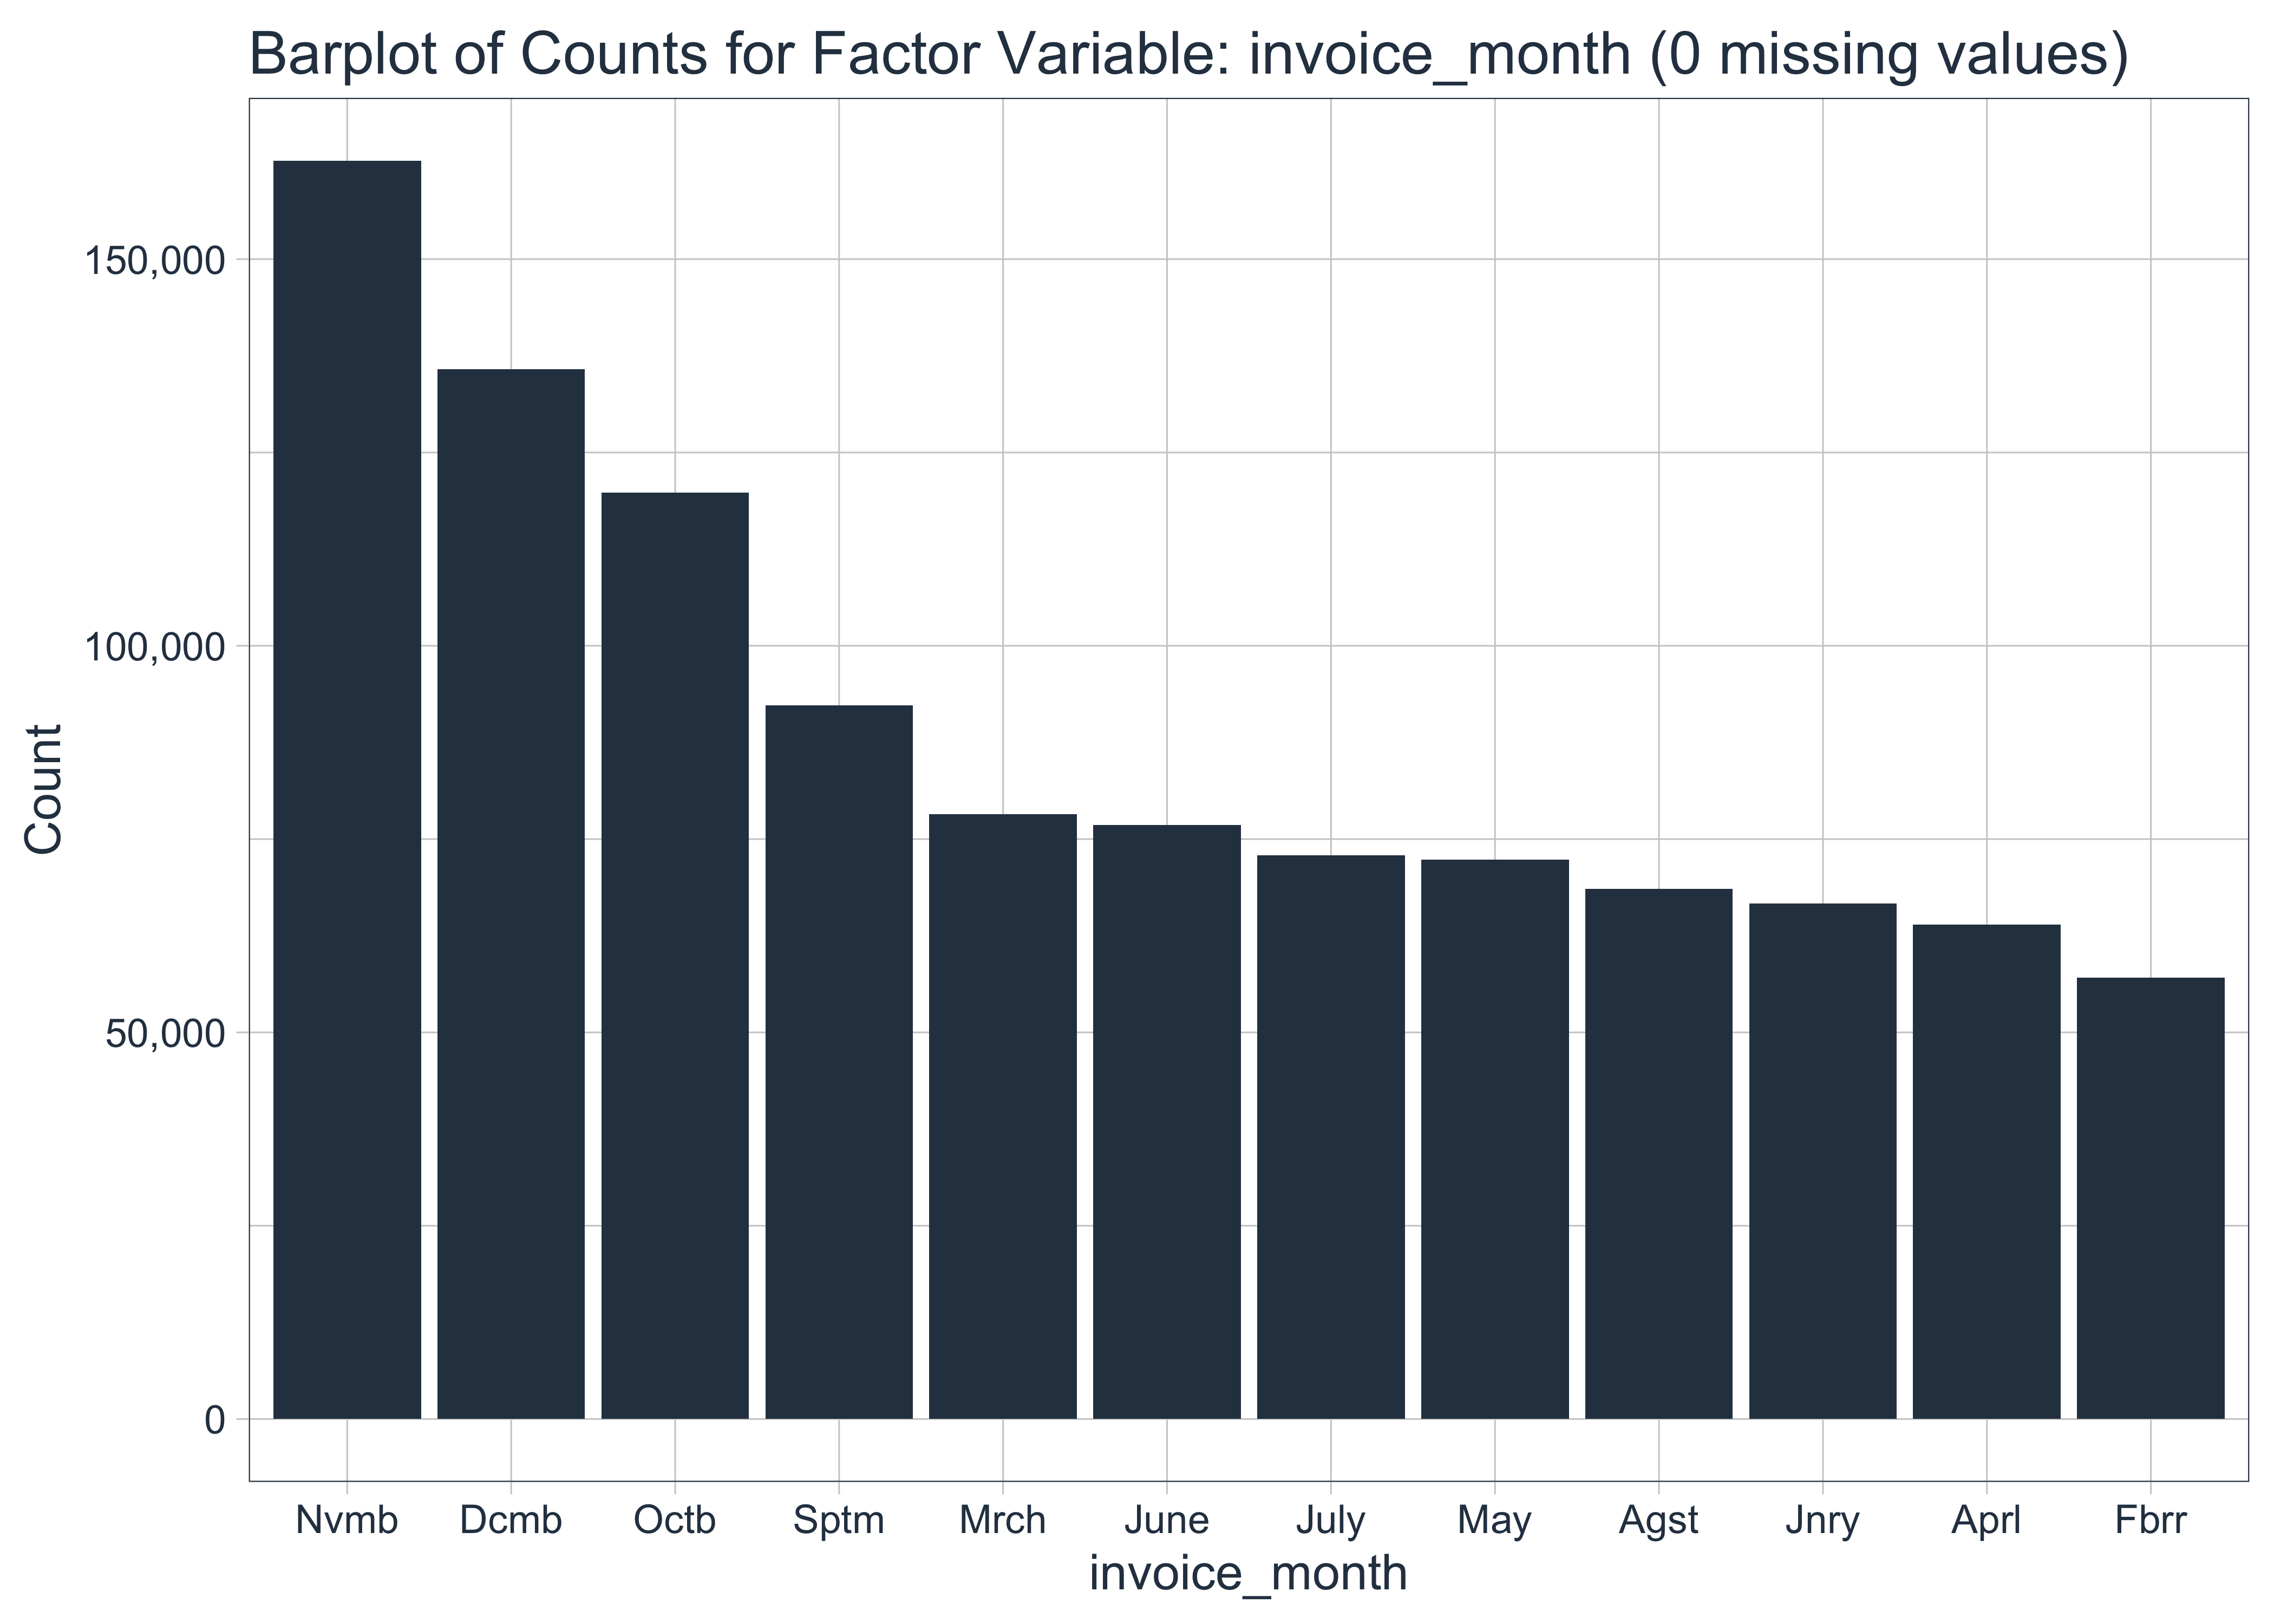 Barplot of Counts for Factor Variable: invoice_month (0 missing values)
Count
150,000
100,000
50,000
0
Nvmb Dcmb Octb Sptm Mrch June July May Agst Jnry Aprl Fbrr
invoice_month